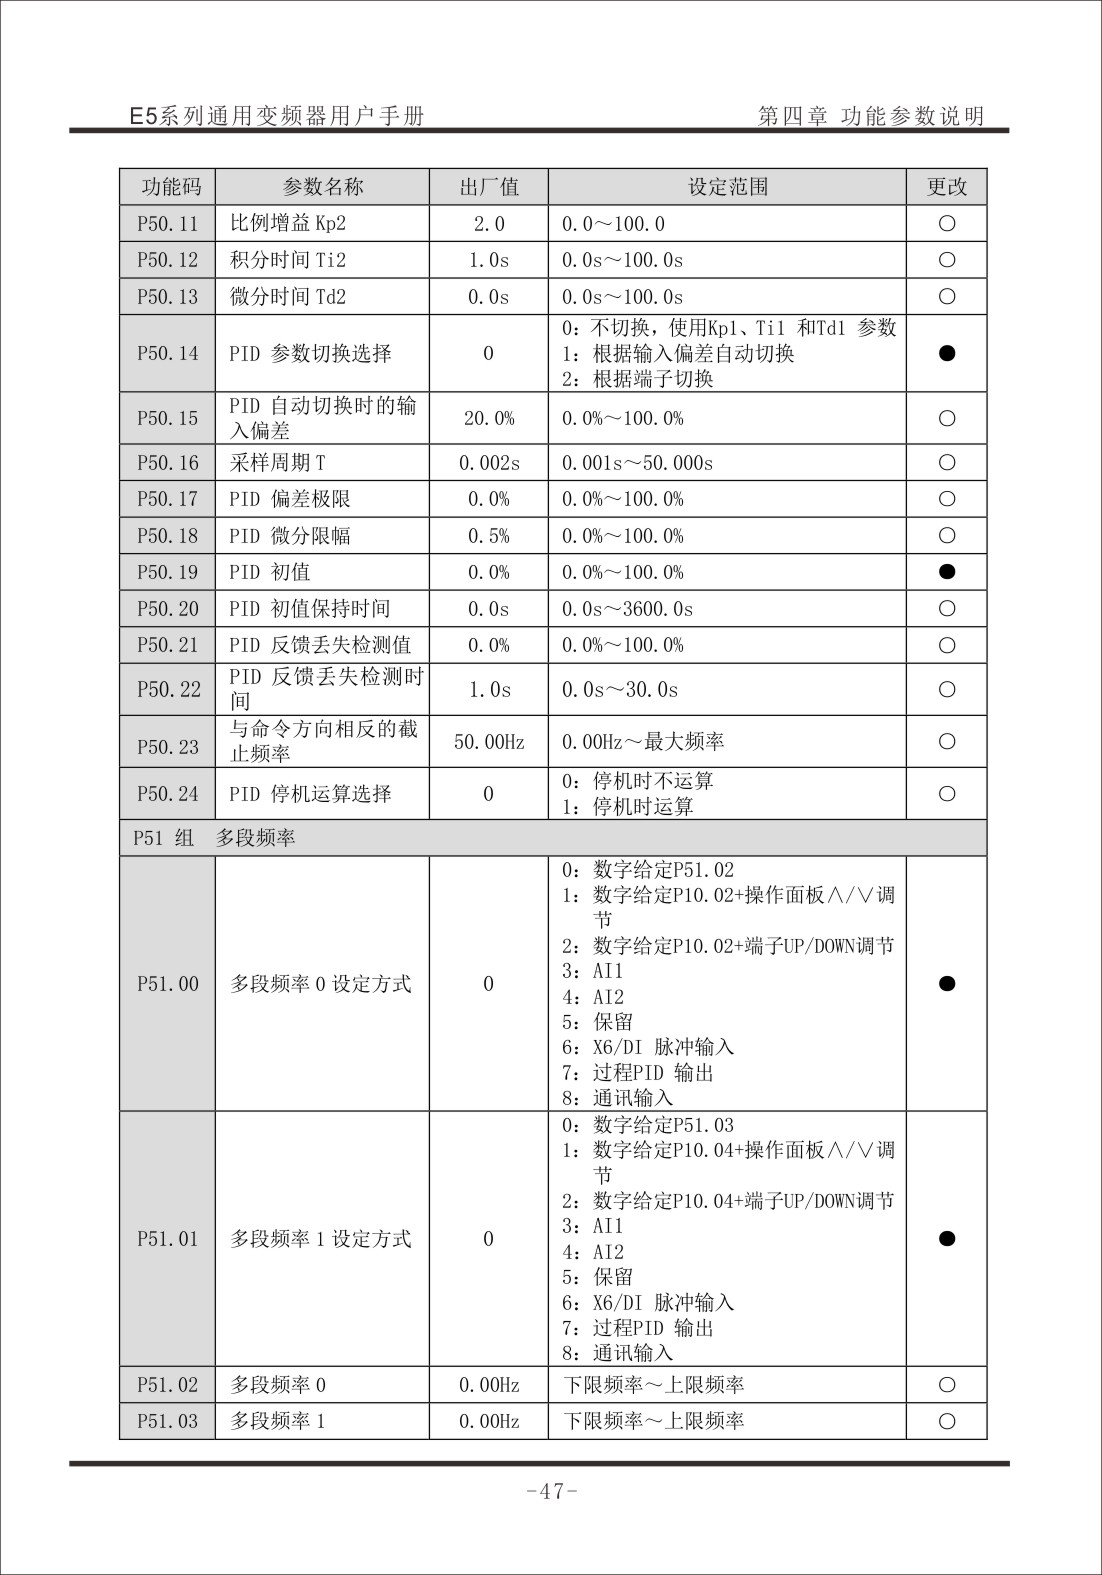 E5系列通用变频器用户手册 第四章 功能参数说明
功能码 参数名称 出厂值 设定范围 更改
P50.11 比例增益 Kp2 2.0 0.0～100.0 ○
P50.12 积分时间 Ti2 1.0s 0.0s～100.0s ○
P50.13 微分时间 Td2 0.0s 0.0s～100.0s ○
P50.14 PID 参数切换选择 0 0：不切换，使用Kp1、Ti1 和Td1 参数
1：根据输入偏差自动切换
2：根据端子切换 ●
P50.15 PID 自动切换时的输
入偏差 20.0% 0.0%～100.0% ○
P50.16 采样周期 T 0.002s 0.001s～50.000s ○
P50.17 PID 偏差极限 0.0% 0.0%～100.0% ○
P50.18 PID 微分限幅 0.5% 0.0%～100.0% ○
P50.19 PID 初值 0.0% 0.0%～100.0% ●
P50.20 PID 初值保持时间 0.0s 0.0s～3600.0s ○
P50.21 PID 反馈丢失检测值 0.0% 0.0%～100.0% ○
P50.22 PID 反馈丢失检测时
间 1.0s 0.0s～30.0s ○
P50.23 与命令方向相反的截
止频率 50.00Hz 0.00Hz～最大频率 ○
P50.24 PID 停机运算选择 0 0：停机时不运算
1：停机时运算 ○
P51 组 多段频率
P51.00 多段频率 0 设定方式 0 0：数字给定P51.02
1：数字给定P10.02+操作面板∧/∨调
节
2：数字给定P10.02+端子UP/DOWN调节
3：AI1
4：AI2
5：保留
6：X6/DI 脉冲输入
7：过程PID 输出
8：通讯输入 ●
P51.01 多段频率 1 设定方式 0 0：数字给定P51.03
1：数字给定P10.04+操作面板∧/∨调
节
2：数字给定P10.04+端子UP/DOWN调节
3：AI1
4：AI2
5：保留
6：X6/DI 脉冲输入
7：过程PID 输出
8：通讯输入 ●
P51.02 多段频率 0 0.00Hz 下限频率～上限频率 ○
P51.03 多段频率 1 0.00Hz 下限频率～上限频率 ○
-47-